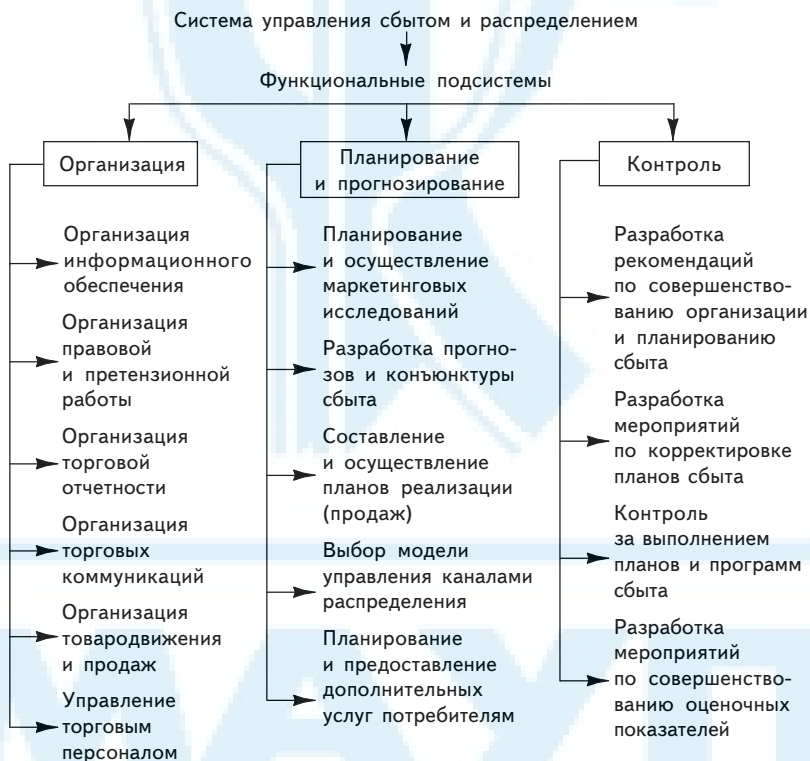 Система управления сбытом и распределением
Функциональные подсистемы
Организация
Организация
информационного
обеспечения
Организация
правовой
и претензионной
работы
Организация
торговой
отчетности
Организация
торговых
коммуникаций
Организация
товародвижения
и продаж
Управление
торговым
персоналом
Планирование
и прогнозирование
Планирование
и осуществление
маркетинговых
исследований
Разработка прогно-
зов и конъюнктуры
сбыта
Составление
и осуществление
планов реализации
(продаж)
Выбор модели
управления каналами
распределения
Планирование
и предоставление
дополнительных
услуг потребителям
Контроль
Разработка
рекомендаций
по совершенство-
ванию организации
и планированию
сбыта
Разработка
мероприятий
по корректировке
планов сбыта
Контроль
за выполнением
планов и программ
сбыта
Разработка
мероприятий
по совершенство-
ванию оценочных
показателей
МАУП